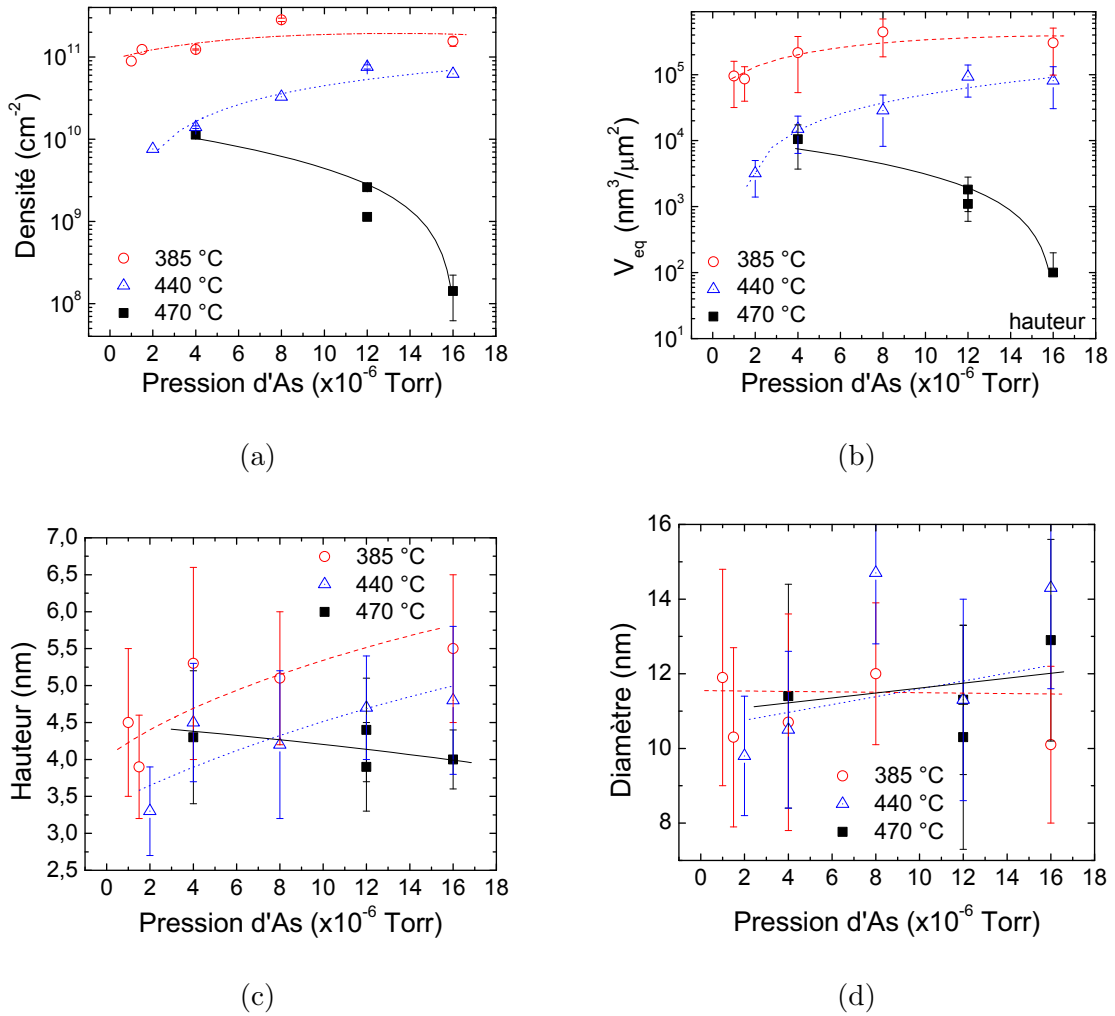 10^11
10^10
10^9
10^8
Densité (cm^-2)
385 °C
440 °C
470 °C
0 2 4 6 8 10 12 14 16 18
Pression d'As (x10^-6 Torr)
(a)
10^5
10^4
10^3
10^2
10^1
V_eq (nm^3/μm^2)
385 °C
440 °C
470 °C
hauteur
0 2 4 6 8 10 12 14 16 18
Pression d'As (x10^-6 Torr)
(b)
7,0
6,5
6,0
5,5
5,0
4,5
4,0
3,5
3,0
2,5
Hauteur (nm)
385 °C
440 °C
470 °C
0 2 4 6 8 10 12 14 16 18
Pression d'As (x10^-6 Torr)
(c)
16
14
12
10
8
Diamètre (nm)
385 °C
440 °C
470 °C
0 2 4 6 8 10 12 14 16 18
Pression d'As (x10^-6 Torr)
(d)